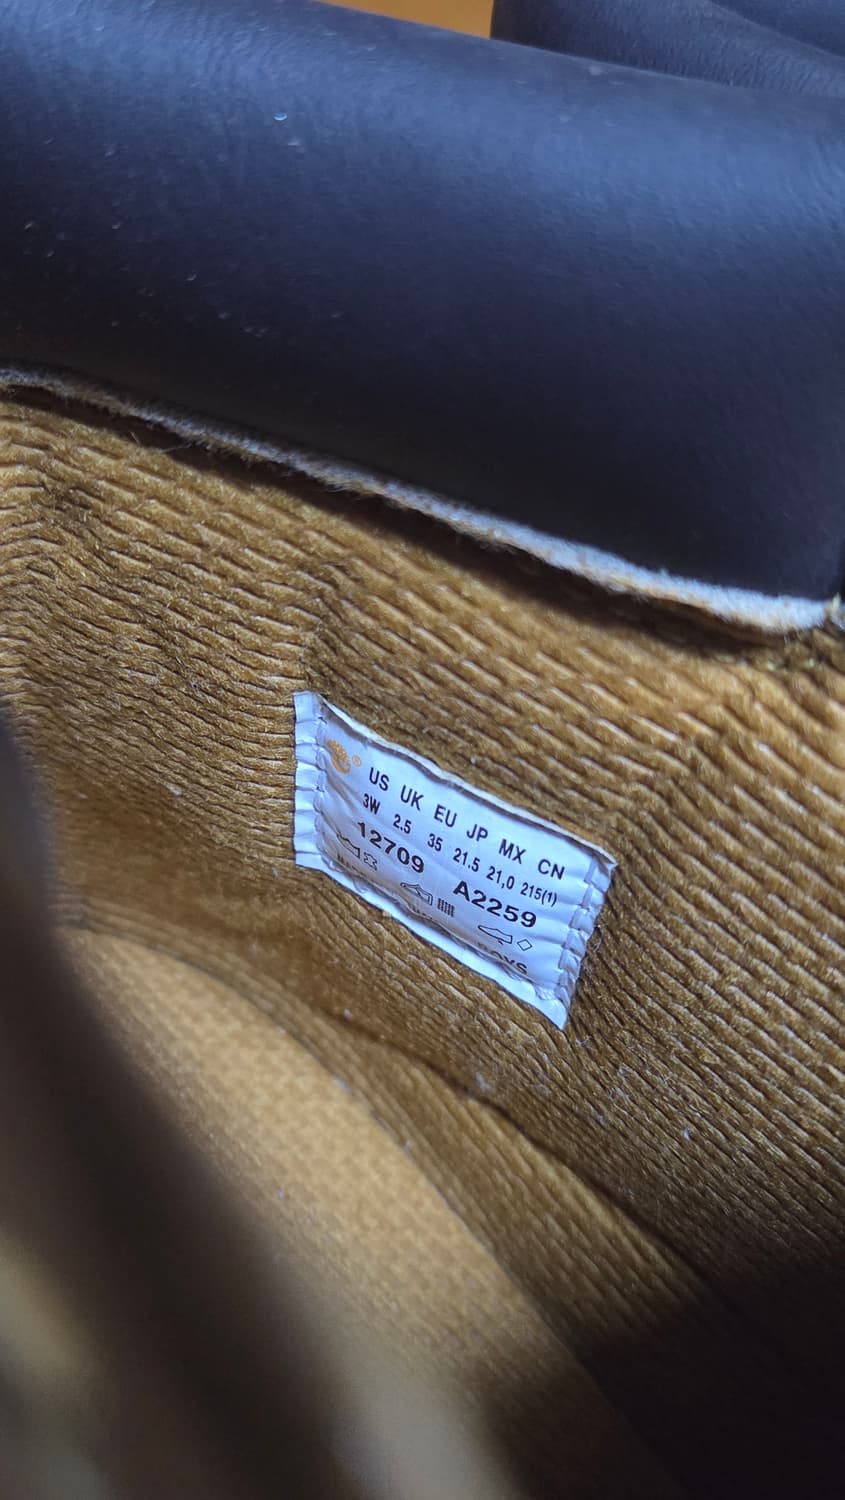 ®
US UK EU JP MX CN
3W 2.5 35 21.5 21,0 215(1)
12709 A2259